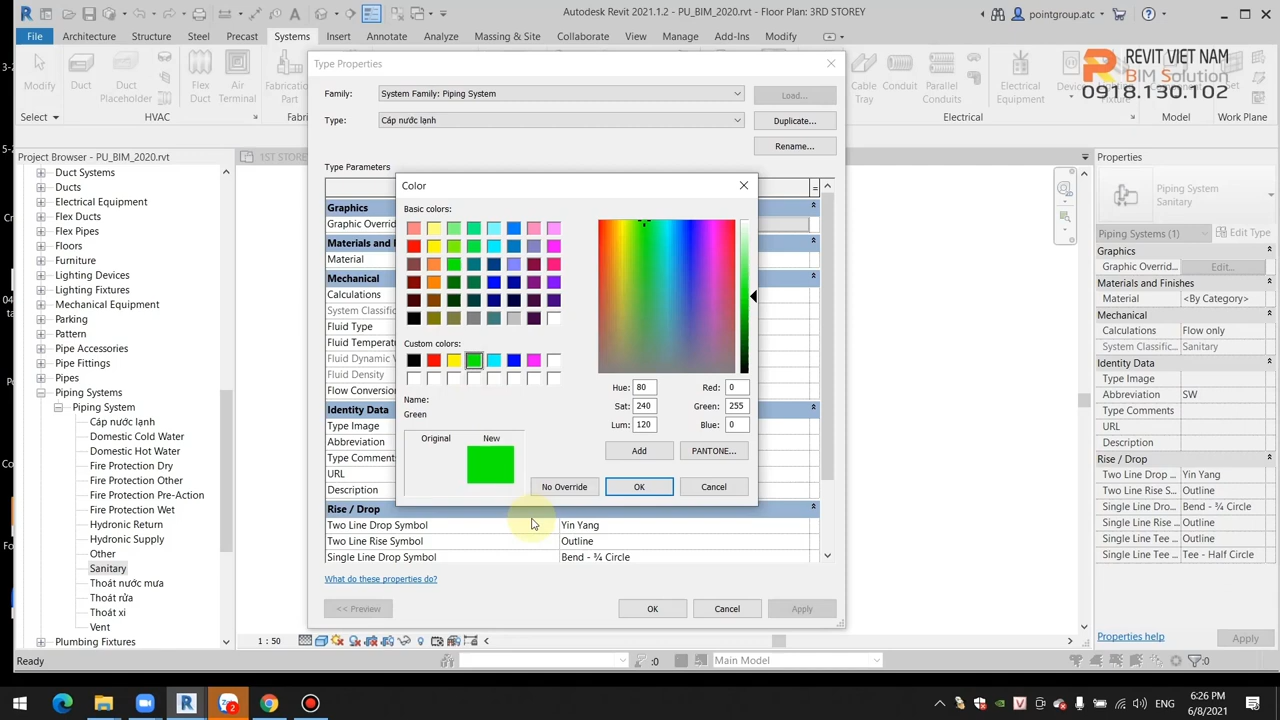 Autodesk Revit 2021.1.2 - PU_BIM_2020.rvt - Floor Plan: 3RD STOREY
pointgroup.atc
File Architecture Structure Steel Precast Systems Insert Annotate Analyze Massing & Site Collaborate View Manage Add-Ins Modify
REVIT VIET NAM
BIM Solution
0918.130.102
Modify
Duct
Duct Placeholder
Flex Duct
Air Terminal
Fabrication Part
Cable Tray
Conduit
Parallel Conduits
Electrical Equipment
Select
HVAC
Electrical
Model
Work Plane
Project Browser - PU_BIM_2020.rvt
Duct Systems
Ducts
Electrical Equipment
Flex Ducts
Flex Pipes
Floors
Furniture
Lighting Devices
Lighting Fixtures
Mechanical Equipment
Parking
Pattern
Pipe Accessories
Pipe Fittings
Pipes
Piping Systems
Piping System
Cáp nước lạnh
Domestic Cold Water
Domestic Hot Water
Fire Protection Dry
Fire Protection Other
Fire Protection Pre-Action
Fire Protection Wet
Hydronic Return
Hydronic Supply
Other
Sanitary
Thoát nước mưa
Thoát rửa
Thoát xí
Vent
Plumbing Fixtures
1ST STORE
Type Properties
Family: System Family: Piping System Load...
Type: Cáp nước lạnh Duplicate...
Rename...
Type Parameters
=
Graphics
Graphic Overrid
Materials and
Material
Mechanical
Calculations
System Classific
Fluid Type
Fluid Temperatu
Fluid Dynamic V
Fluid Density
Flow Conversion
Identity Data
Type Image
Abbreviation
Type Comments
URL
Description
Rise / Drop
Two Line Drop Symbol Yin Yang
Two Line Rise Symbol Outline
Single Line Drop Symbol Bend - ¾ Circle
What do these properties do?
<< Preview OK Cancel Apply
Color
Basic colors:
Custom colors:
Name:
Green
Original New
Hue: 80 Red: 0
Sat: 240 Green: 255
Lum: 120 Blue: 0
Add PANTONE...
No Override OK Cancel
Properties
Piping System
Sanitary
Piping Systems (1) Edit Type
Graphics
Graphic Overrid... Edit...
Materials and Finishes
Material <By Category>
Mechanical
Calculations Flow only
System Classific... Sanitary
Identity Data
Type Image
Abbreviation SW
Type Comments
URL
Description
Rise / Drop
Two Line Drop ... Yin Yang
Two Line Rise S... Outline
Single Line Drop... Bend - ¾ Circle
Single Line Rise ... Outline
Single Line Tee ... Outline
Single Line Tee ... Tee - Half Circle
Properties help Apply
1 : 50
Ready
:0
Main Model
:0
2
ENG
6:26 PM
6/8/2021